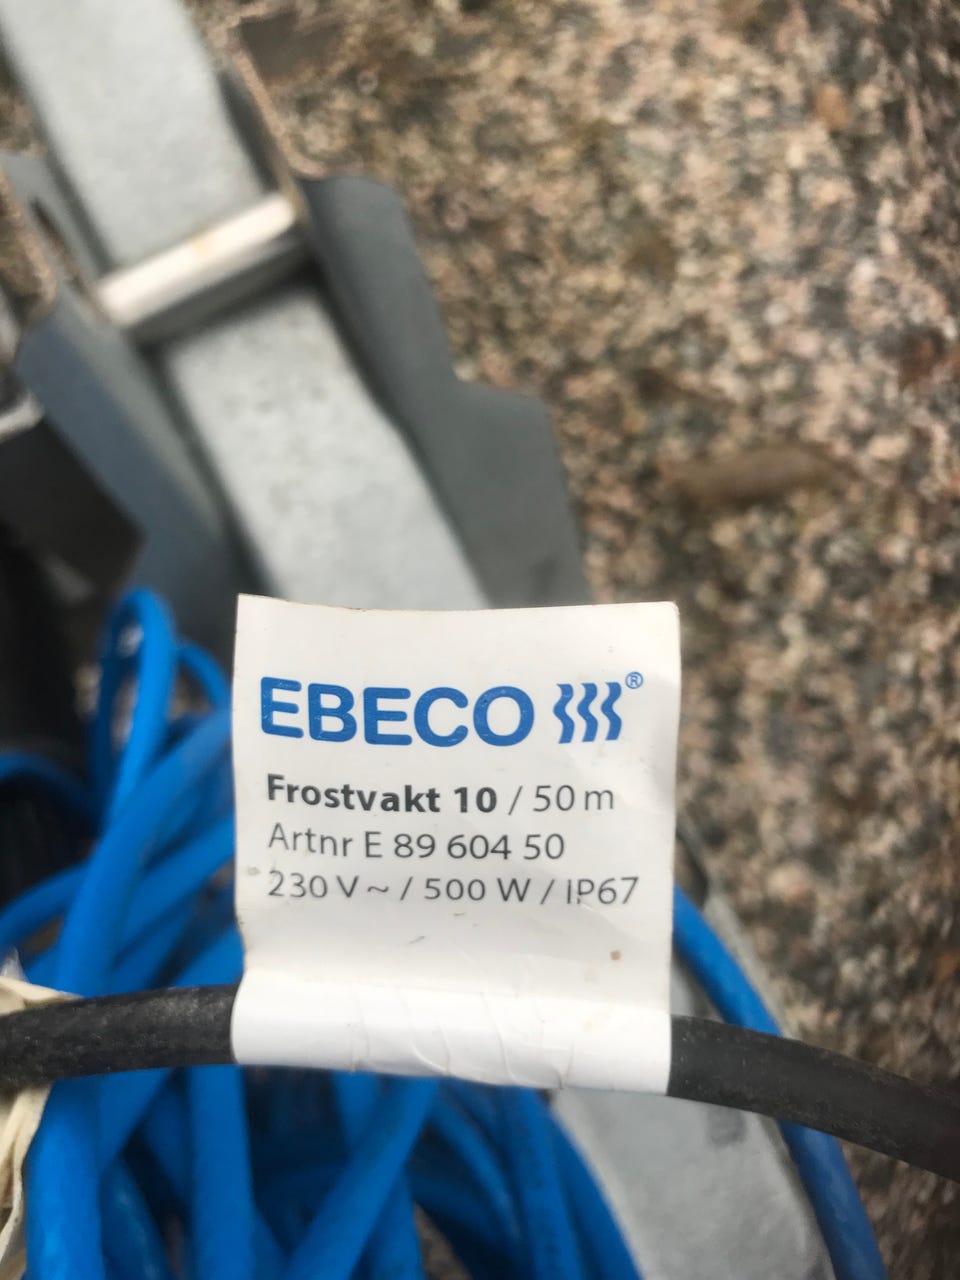 EBECO ®
Frostvakt 10 / 50 m
Artnr E 89 604 50
230 V ~ / 500 W / IP67